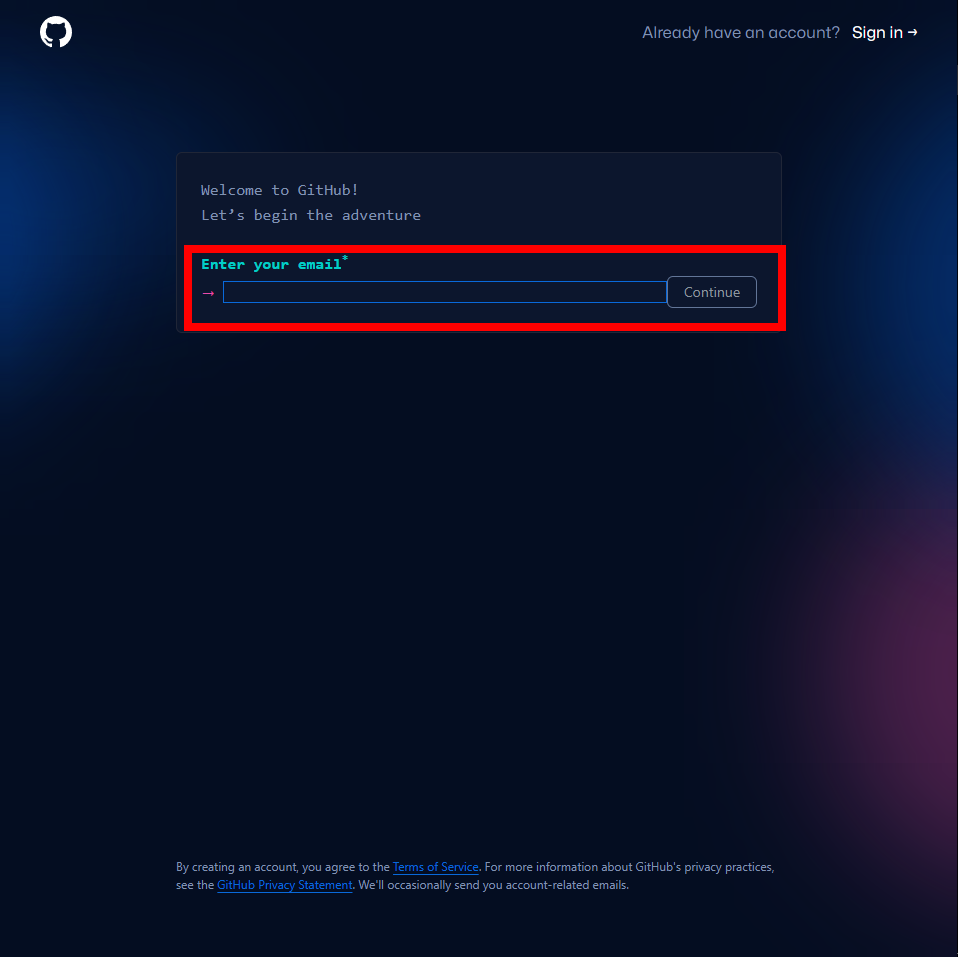 Already have an account? Sign in →
Welcome to GitHub!
Let’s begin the adventure
Enter your email*
→
Continue
By creating an account, you agree to the Terms of Service. For more information about GitHub's privacy practices,
see the GitHub Privacy Statement. We'll occasionally send you account-related emails.